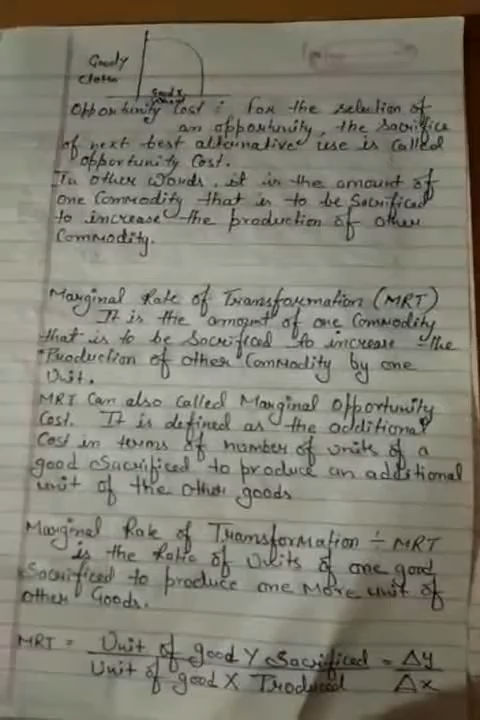 Good y
Clothe
Good x
Opportunity Cost : For the selection of
an opportunity, the Sacrifice
of next best alternative use is called
opportunity Cost.
In other Words, it is the amount of
one Commodity that is to be Sacrificed
to increase the production of other
Commodity.
Marginal Rate of Transformation (MRT)
It is the amount of one Commodity
that is to be Sacrificed to increase the
Production of other Commodity by one
Unit.
MRT Can also called Marginal Opportunity
Cost. It is defined as the additional
Cost in terms of number of units of a
good Sacrificed to produce an additional
unit of the other goods
Marginal Rate of Transformation ÷ MRT
is the Ratio of Units of one good
Sacrificed to produce one More unit of
other Goods.
MRT = Unit of good Y Sacrificed = Δy
Unit of good X Troduced Δx